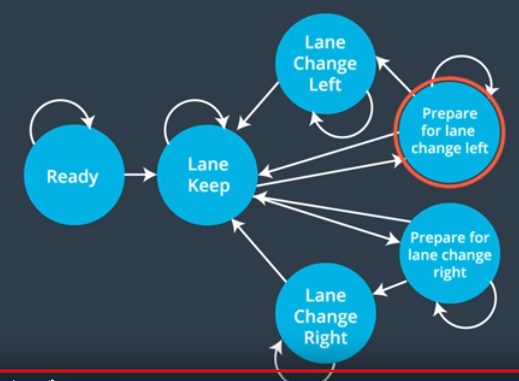 Lane
Change
Left
Prepare
for lane
change left
Ready
Lane
Keep
Prepare for
lane change
right
Lane
Change
Right